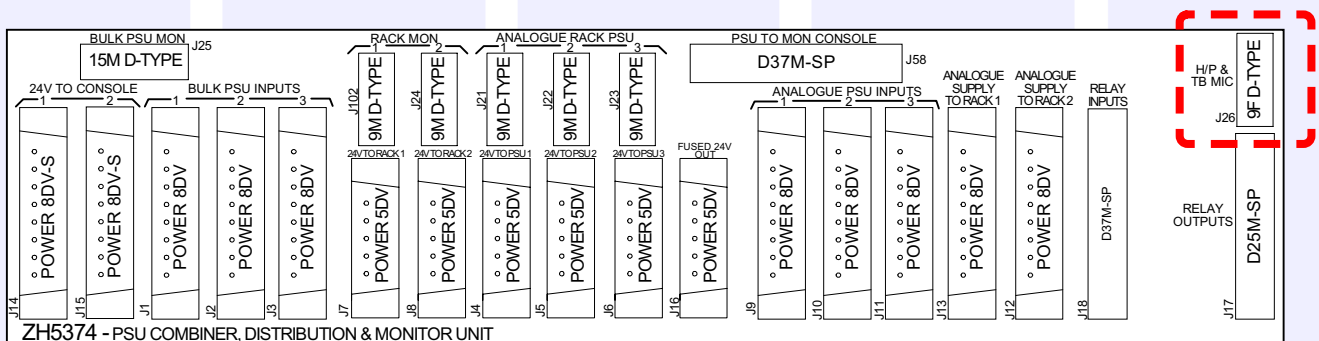 BULK PSU MON
J25
15M D-TYPE
24V TO CONSOLE
1 2
BULK PSU INPUTS
1 2 3
RACK MON
1 2
ANALOGUE RACK PSU
1 2 3
J102
9M D-TYPE
J24
9M D-TYPE
J21
9M D-TYPE
J22
9M D-TYPE
J23
9M D-TYPE
PSU TO MON CONSOLE
D37M-SP
J58
ANALOGUE PSU INPUTS
1 2 3
ANALOGUE
SUPPLY
TO RACK 1
ANALOGUE
SUPPLY
TO RACK 2
RELAY
INPUTS
H/P &
TB MIC
J26
9F D-TYPE
24V TO RACK 1
24V TO RACK 2
24V TO PSU 1
24V TO PSU 2
24V TO PSU 3
FUSED 24V
OUT
POWER 8DV-S
J14
POWER 8DV-S
J15
POWER 8DV
J1
POWER 8DV
J2
POWER 8DV
J3
POWER 5DV
J7
POWER 5DV
J8
POWER 5DV
J4
POWER 5DV
J5
POWER 5DV
J6
POWER 5DV
J16
POWER 8DV
J9
POWER 8DV
J10
POWER 8DV
J11
POWER 8DV
J13
POWER 8DV
J12
D37M-SP
J18
RELAY
OUTPUTS
D25M-SP
J17
ZH5374 - PSU COMBINER, DISTRIBUTION & MONITOR UNIT